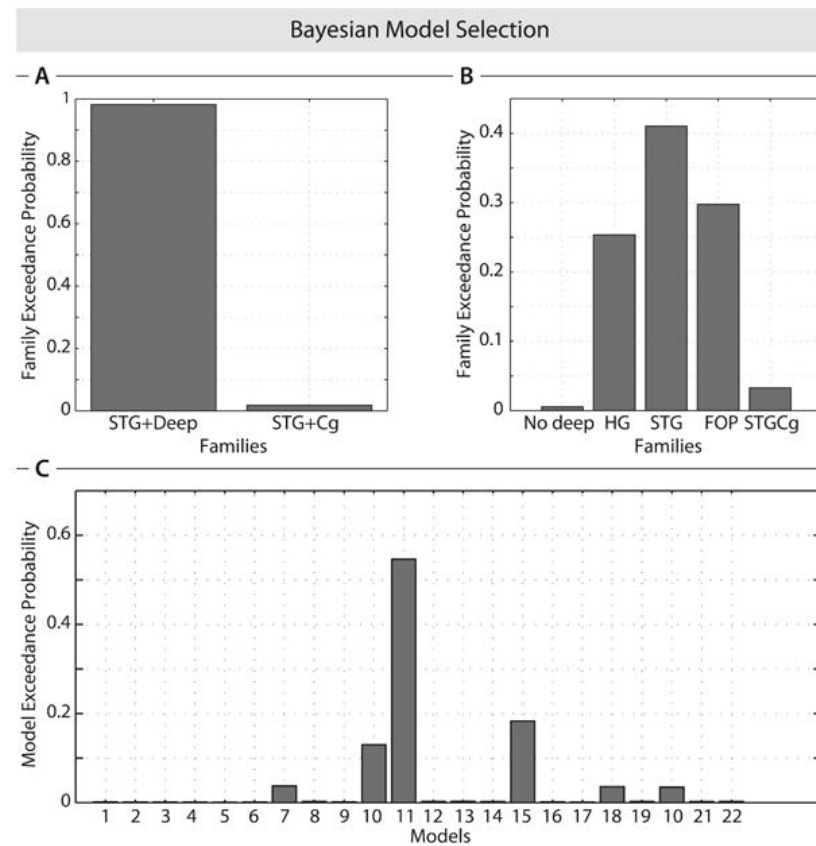 Bayesian Model Selection
A
B
Family Exceedance Probability
1
0.8
0.6
0.4
0.2
0
STG+Deep STG+Cg
Families
Family Exceedance Probability
0.4
0.3
0.2
0.1
0
No deep HG STG FOP STGCg
Families
C
Model Exceedance Probability
0.6
0.4
0.2
0
1 2 3 4 5 6 7 8 9 10 11 12 13 14 15 16 17 18 19 10 21 22
Models